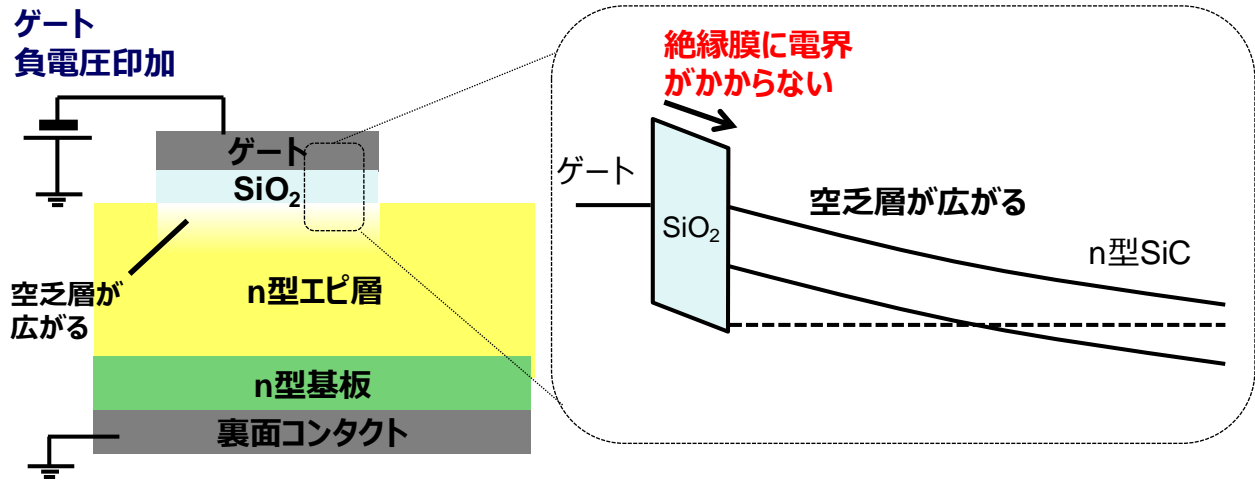 ゲート
負電圧印加
ゲート
SiO₂
空乏層が
広がる
n型エピ層
n型基板
裏面コンタクト
絶縁膜に電界
がかからない
ゲート
SiO₂
空乏層が広がる
n型SiC